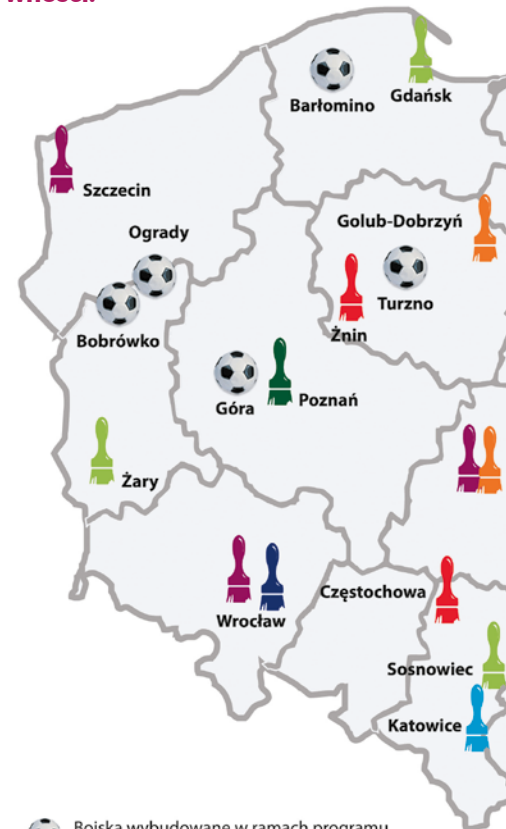 Barłomino
Gdańsk
Szczecin
Golub-Dobrzyń
Ogrady
Turzno
Żnin
Bobrówko
Góra
Poznań
Żary
Częstochowa
Wrocław
Sosnowiec
Katowice
Boiska wybudowane w ramach programu